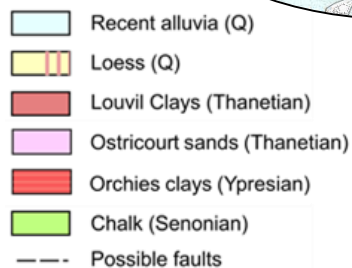 Recent alluvia (Q)
Loess (Q)
Louvil Clays (Thanetian)
Ostricourt sands (Thanetian)
Orchies clays (Ypresian)
Chalk (Senonian)
Possible faults